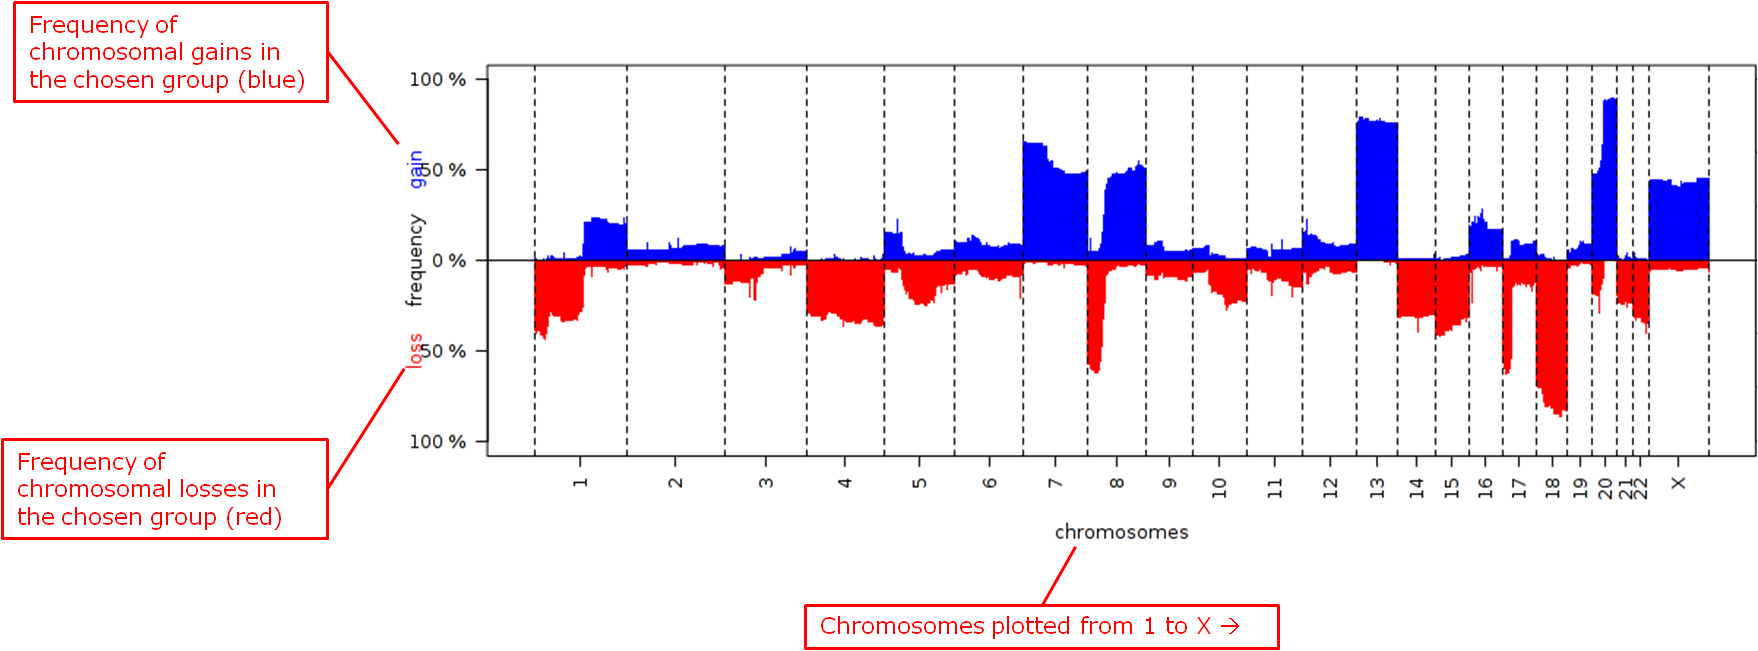 Frequency of
chromosomal gains in
the chosen group (blue)
100 %
50 %
0 %
50 %
100 %
gain
frequency
loss
Frequency of
chromosomal losses in
the chosen group (red)
1 2 3 4 5 6 7 8 9 10 11 12 13 14 15 16 17 18 19 20 21 22 X
chromosomes
Chromosomes plotted from 1 to X →